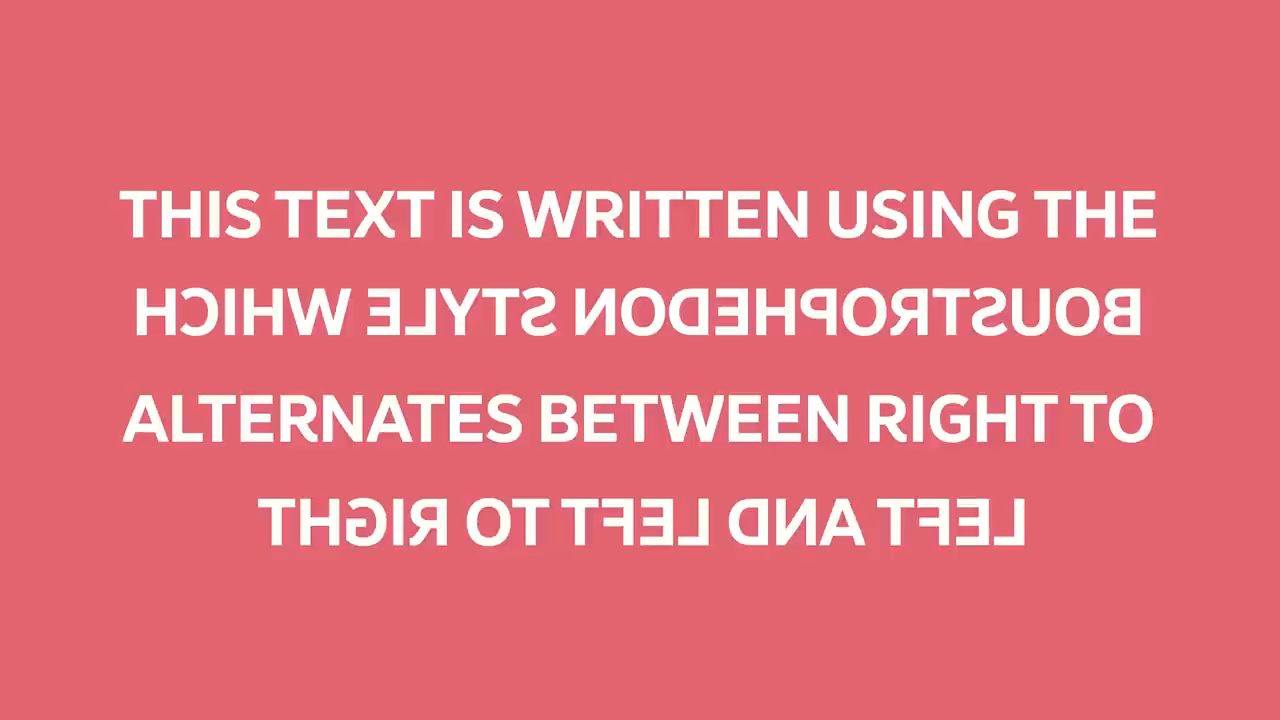 THIS TEXT IS WRITTEN USING THE
BOUSTROPHEDON STYLE WHICH
ALTERNATES BETWEEN RIGHT TO
LEFT AND LEFT TO RIGHT